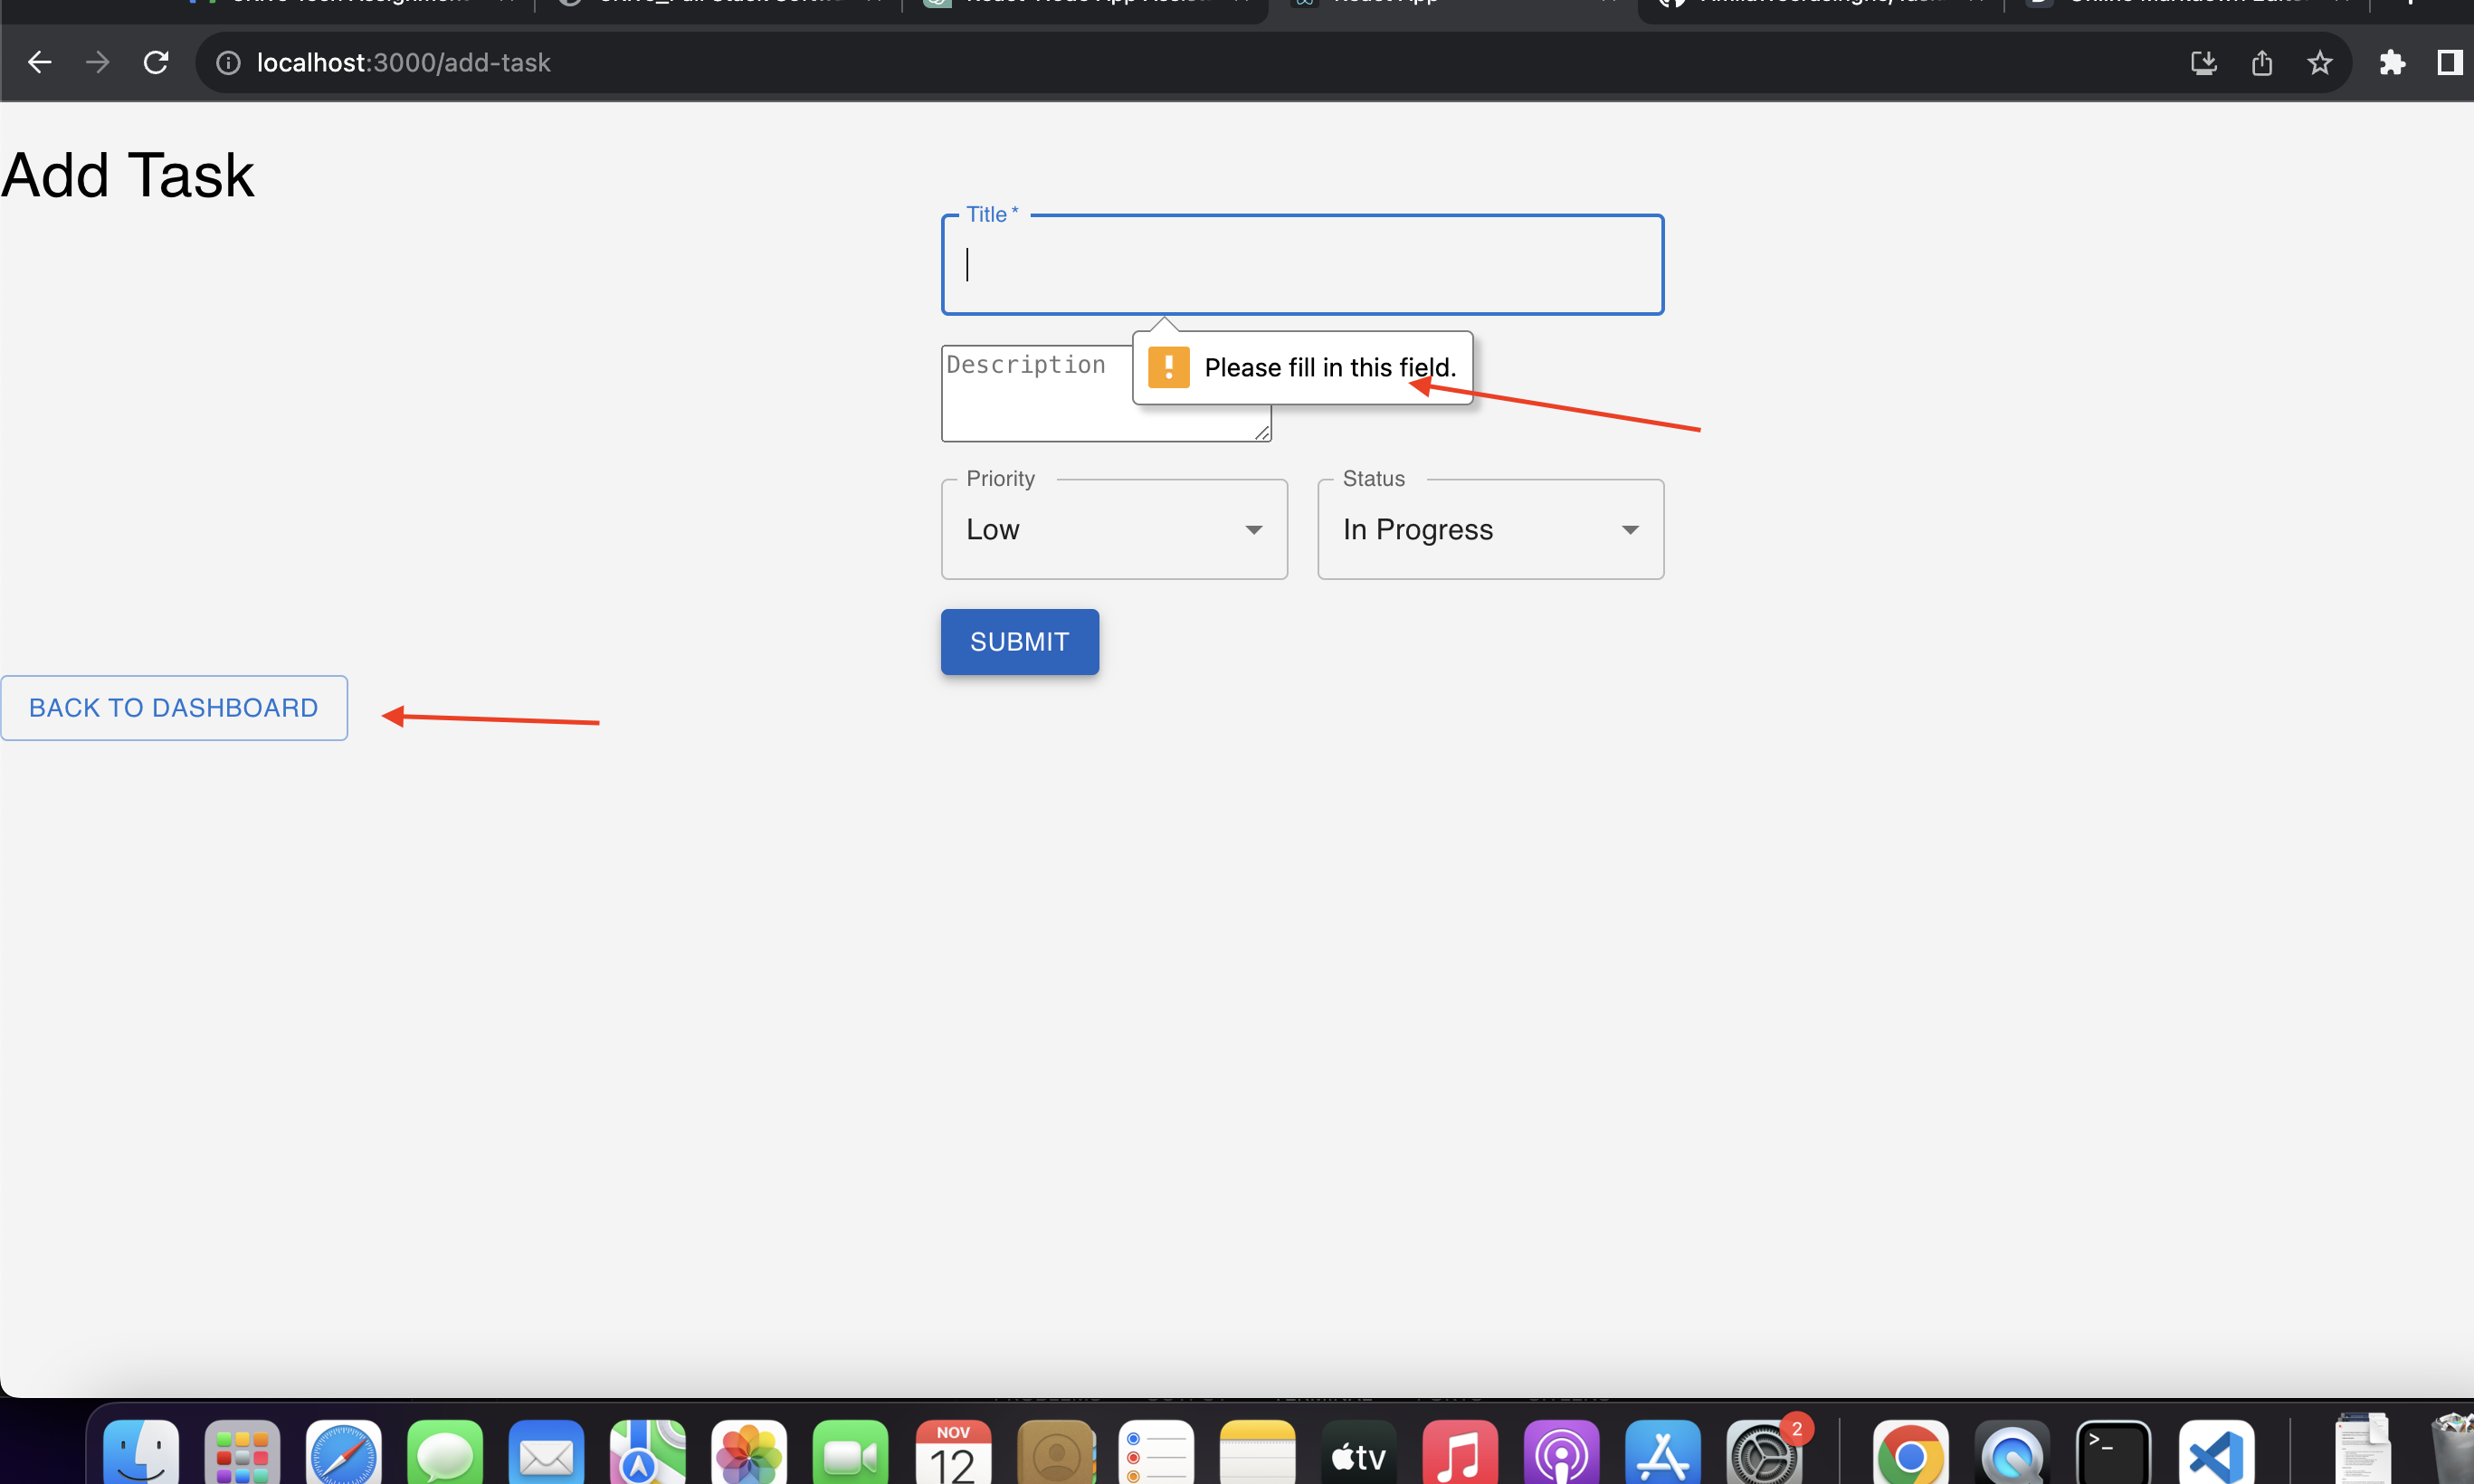 localhost:3000/add-task
Add Task
Title *
Description
Please fill in this field.
Priority
Status
Low
In Progress
SUBMIT
BACK TO DASHBOARD
2
NOV
12
tv
>_